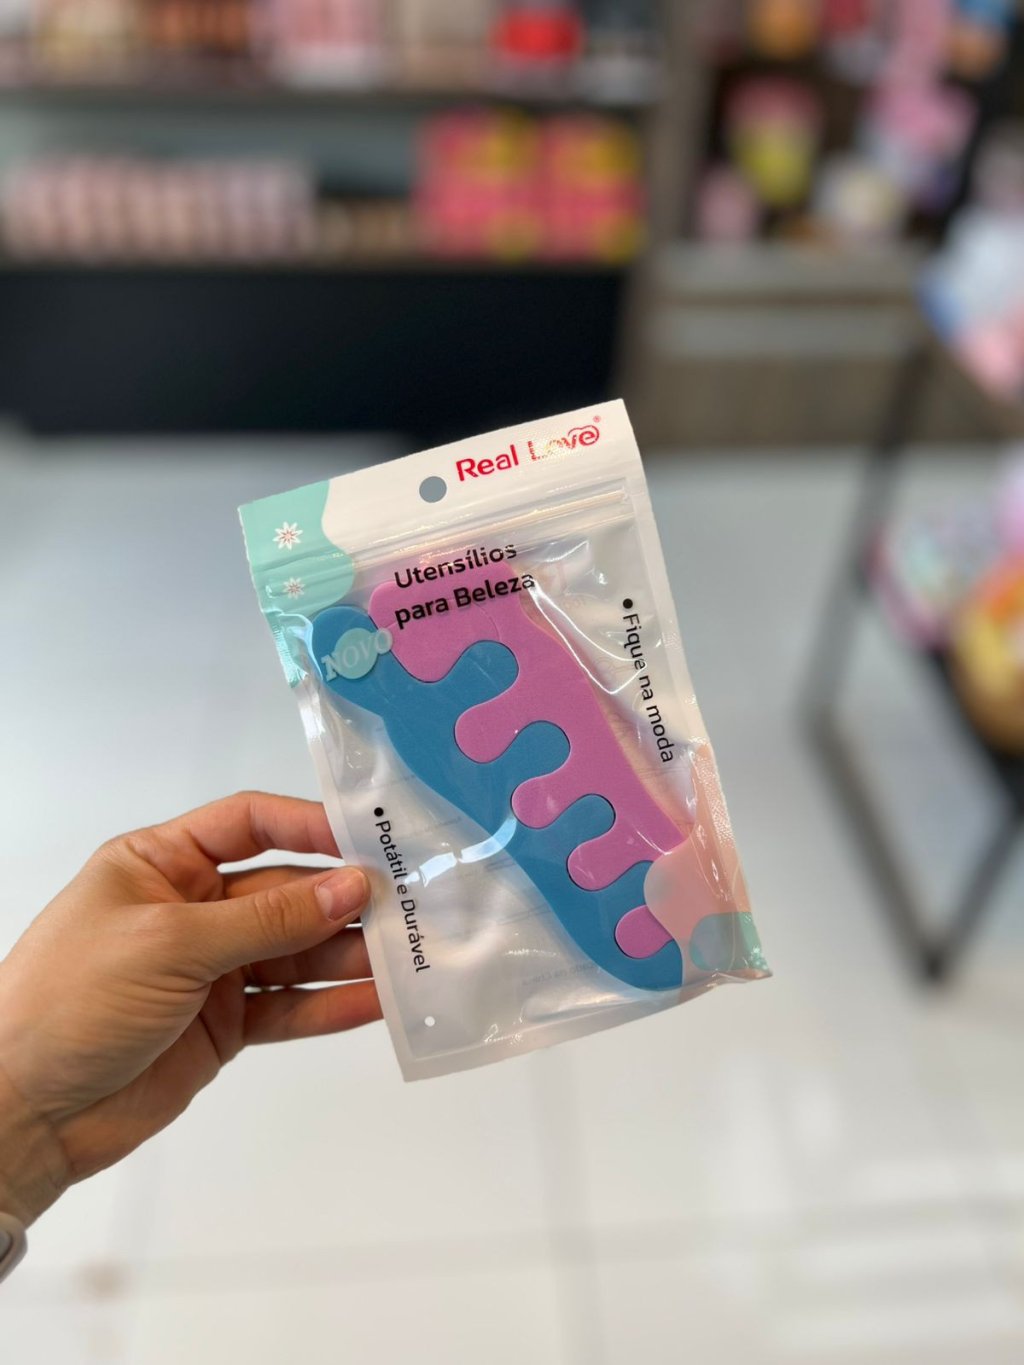 Real Love®
Utensílios
para Beleza
NOVO
•Fique na moda
•Potátil e Durável